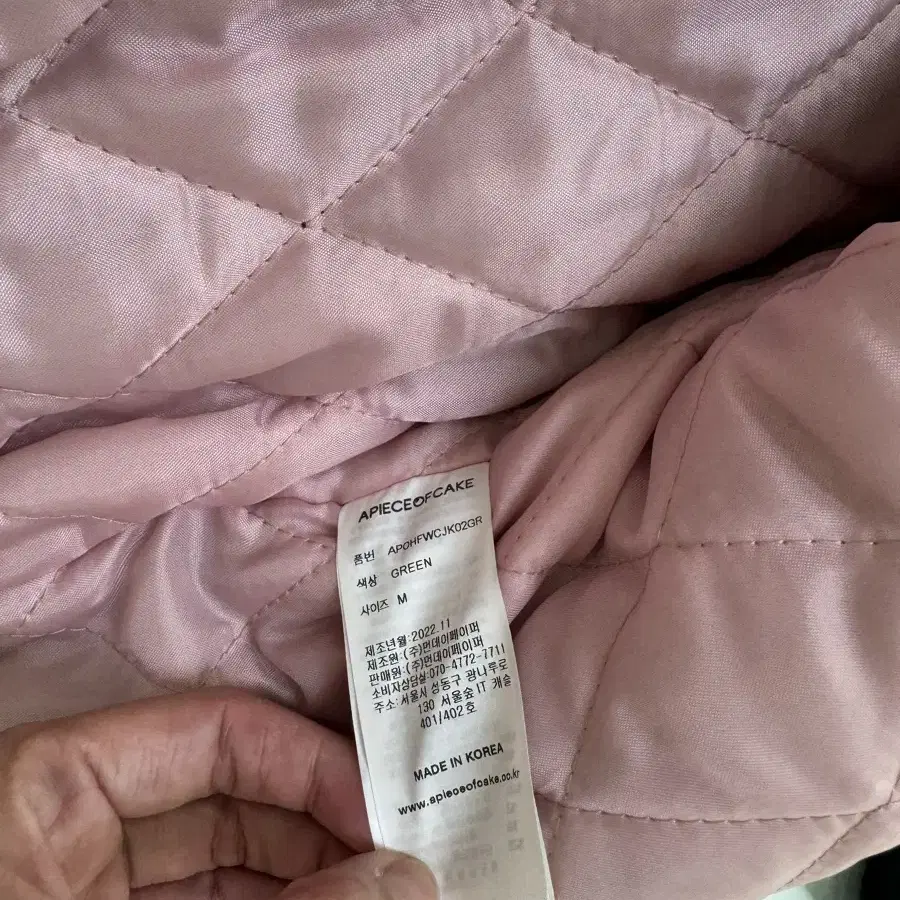 APIECEOFCAKE
품번 APOHFWCJK02GR
색상 GREEN
사이즈 M
제조년월:2022.11
제조원:(주)먼데이페이퍼
판매원:(주)먼데이페이퍼
소비자상담실:070-4772-7711
주소:서울시 성동구 광나루로
130 서울숲 IT 캐슬
401/402호
MADE IN KOREA
www.apieceofcake.co.kr